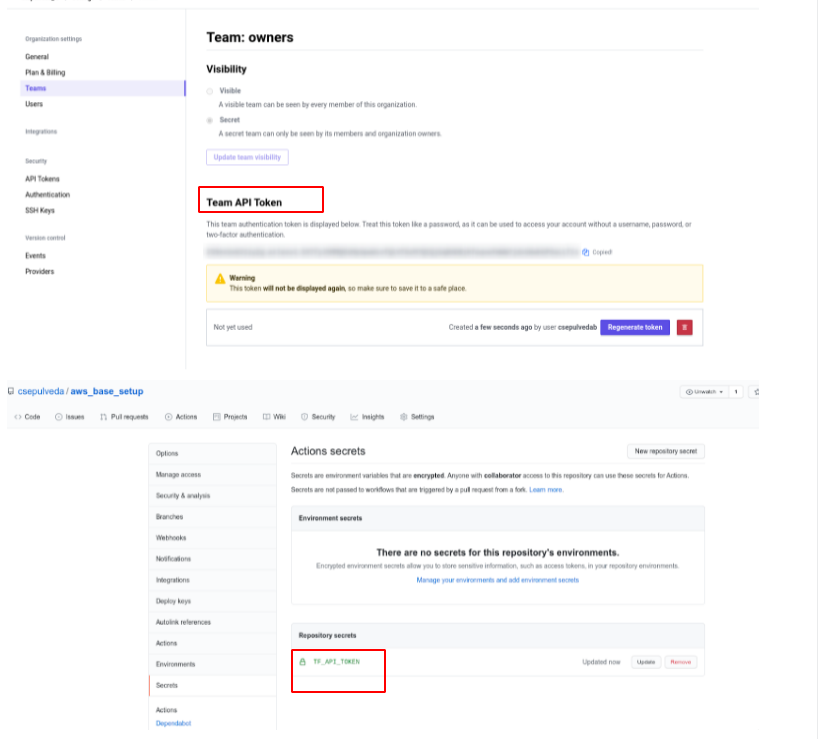 Organization settings
General
Plan & Billing
Teams
Users
Integrations
Security
API Tokens
Authentication
SSH Keys
Version control
Events
Providers
Team: owners
Visibility
Visible
A visible team can be seen by every member of this organization.
Secret
A secret team can only be seen by its members and organization owners.
Update team visibility
Team API Token
This team authentication token is displayed below. Treat this token like a password, as it can be used to access your account without a username, password, or
two-factor authentication.
Copied!
Warning
This token will not be displayed again, so make sure to save it to a safe place.
Not yet used
Created a few seconds ago by user csepulvedab
Regenerate token
csepulveda / aws_base_setup
Unwatch
1
Code
Issues
Pull requests
Actions
Projects
Wiki
Security
Insights
Settings
Options
Manage access
Security & analysis
Branches
Webhooks
Notifications
Integrations
Deploy keys
Autolink references
Actions
Environments
Secrets
Actions
Dependabot
Actions secrets
New repository secret
Secrets are environment variables that are encrypted. Anyone with collaborator access to this repository can use these secrets for Actions.
Secrets are not passed to workflows that are triggered by a pull request from a fork. Learn more.
Environment secrets
There are no secrets for this repository's environments.
Encrypted environment secrets allow you to store sensitive information, such as access tokens, in your repository environments.
Manage your environments and add environment secrets
Repository secrets
TF_API_TOKEN
Updated now
Update
Remove